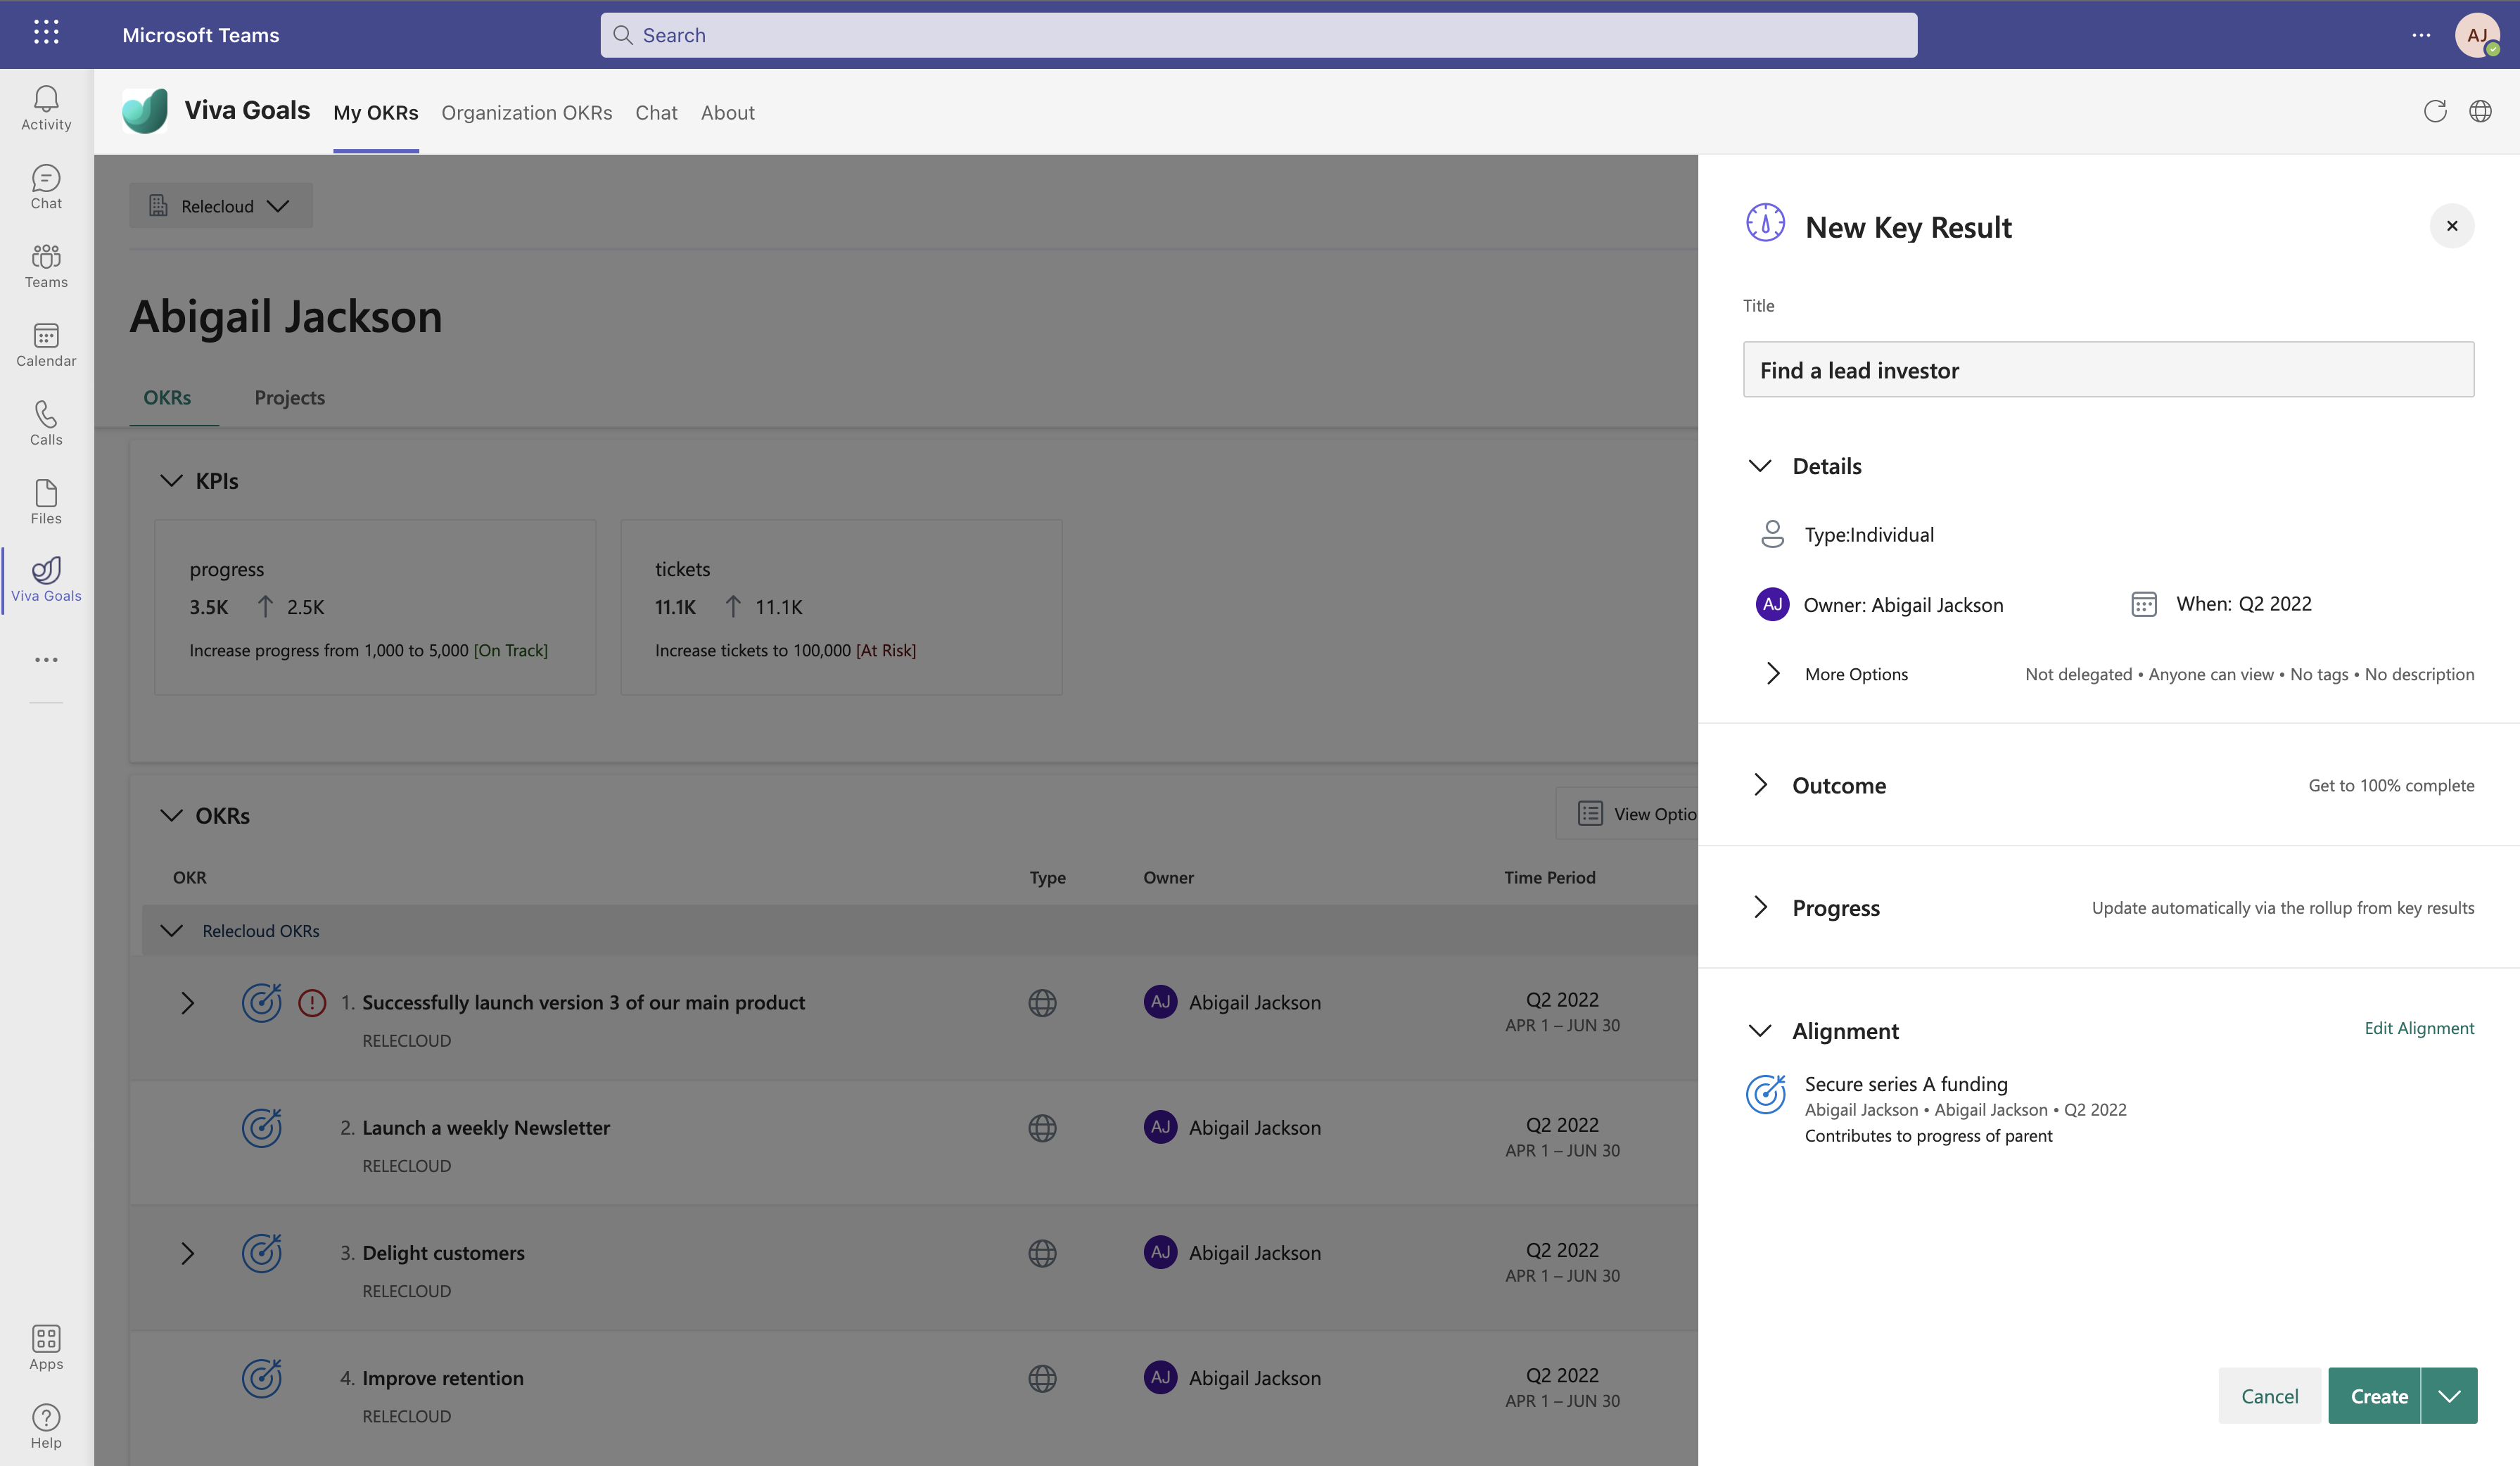 Microsoft Teams
Search
AJ
Activity
Chat
Teams
Calendar
Calls
Files
Viva Goals
Apps
Help
Viva Goals
My OKRs
Organization OKRs
Chat
About
Relecloud
Abigail Jackson
OKRs
Projects
KPIs
progress
3.5K 2.5K
Increase progress from 1,000 to 5,000 [On Track]
tickets
11.1K 11.1K
Increase tickets to 100,000 [At Risk]
OKRs
View Optio
OKR Type Owner Time Period
Relecloud OKRs
1. Successfully launch version 3 of our main product AJ Abigail Jackson Q2 2022
RELECLOUD APR 1 – JUN 30
2. Launch a weekly Newsletter AJ Abigail Jackson Q2 2022
RELECLOUD APR 1 – JUN 30
3. Delight customers AJ Abigail Jackson Q2 2022
RELECLOUD APR 1 – JUN 30
4. Improve retention AJ Abigail Jackson Q2 2022
RELECLOUD APR 1 – JUN 30
New Key Result
Title
Find a lead investor
Details
Type:Individual
AJ Owner: Abigail Jackson When: Q2 2022
More Options Not delegated • Anyone can view • No tags • No description
Outcome Get to 100% complete
Progress Update automatically via the rollup from key results
Alignment Edit Alignment
Secure series A funding
Abigail Jackson • Abigail Jackson • Q2 2022
Contributes to progress of parent
Cancel Create